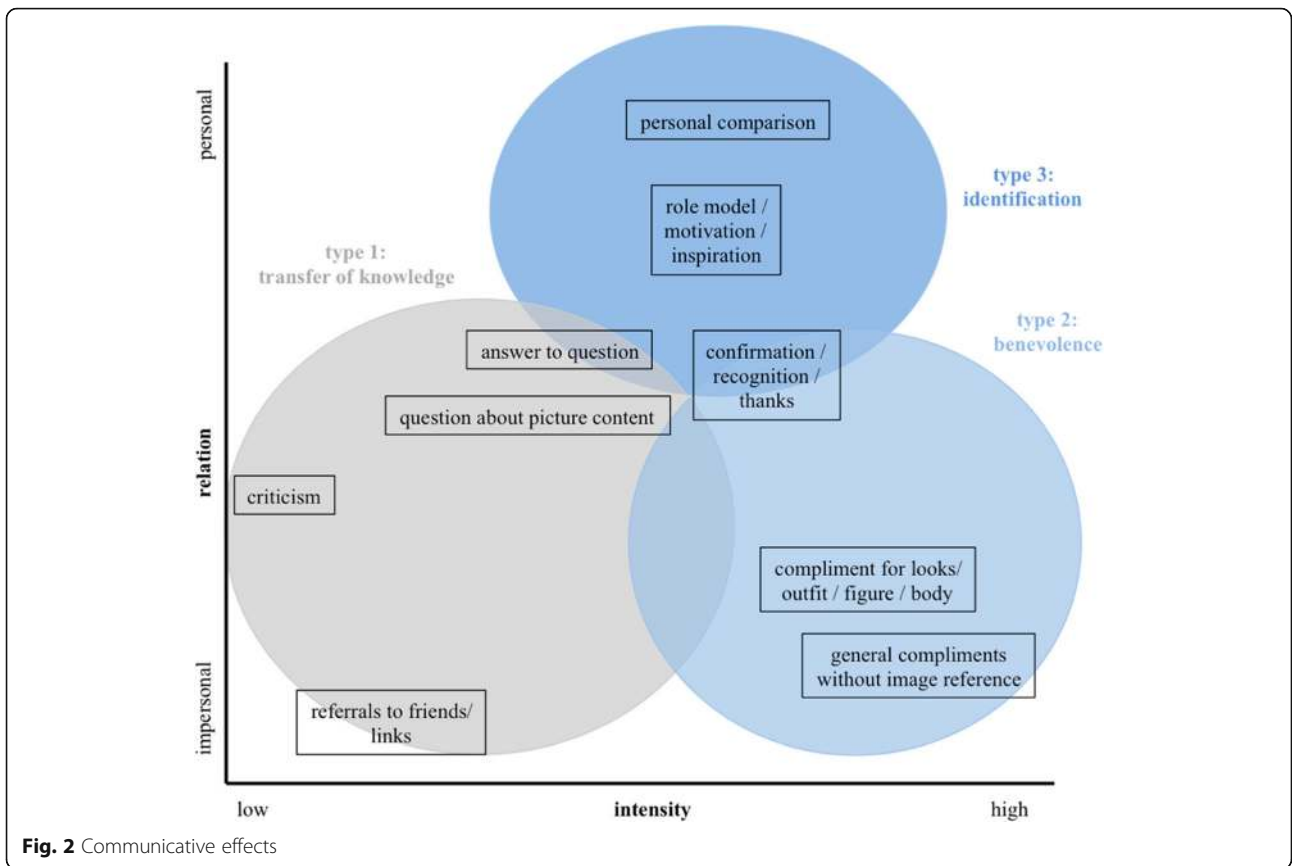 personal
personal comparison
type 3:
identification
role model /
motivation /
inspiration
type 1:
transfer of knowledge
type 2:
benevolence
answer to question
confirmation /
recognition /
thanks
question about picture content
relation
criticism
compliment for looks/
outfit / figure / body
general compliments
without image reference
impersonal
referrals to friends/
links
low
intensity
high
Fig. 2 Communicative effects